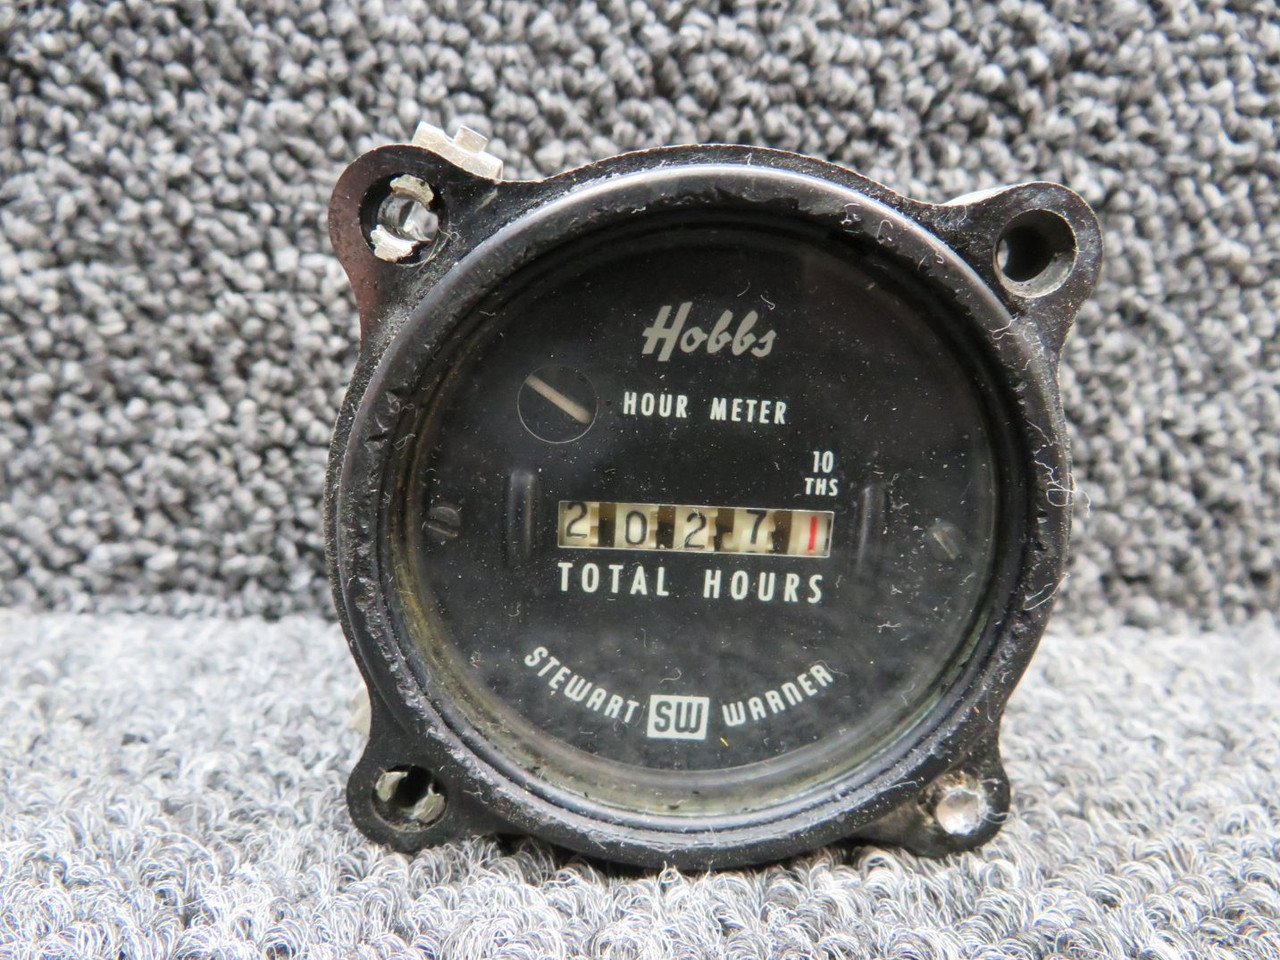 Hobbs
HOUR METER
10
THS
2 0 2 7 1
TOTAL HOURS
STEWART SW WARNER